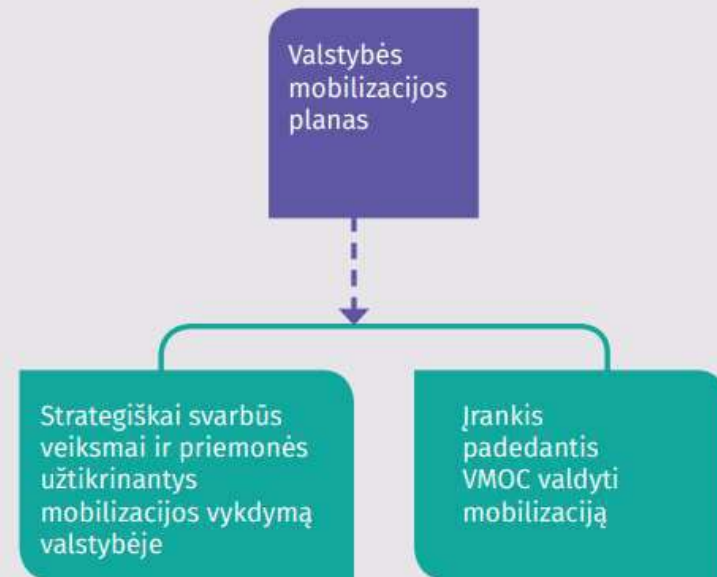 Valstybės
mobilizacijos
planas
Strategiškai svarbūs
veiksmai ir priemonės
užtikrinantys
mobilizacijos vykdymą
valstybėje
Įrankis
padedantis
VMOC valdyti
mobilizaciją